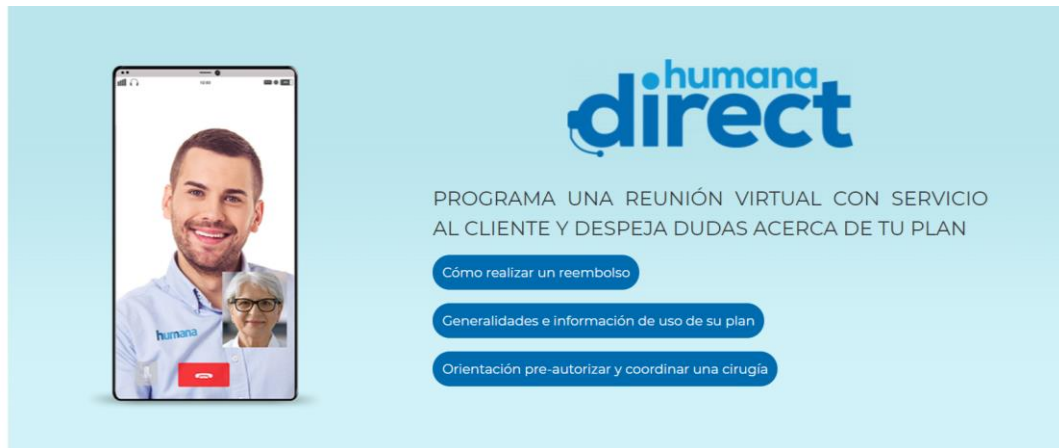 humana
direct
PROGRAMA UNA REUNIÓN VIRTUAL CON SERVICIO
AL CLIENTE Y DESPEJA DUDAS ACERCA DE TU PLAN
Cómo realizar un reembolso
Generalidades e información de uso de su plan
Orientación pre-autorizar y coordinar una cirugía
humana